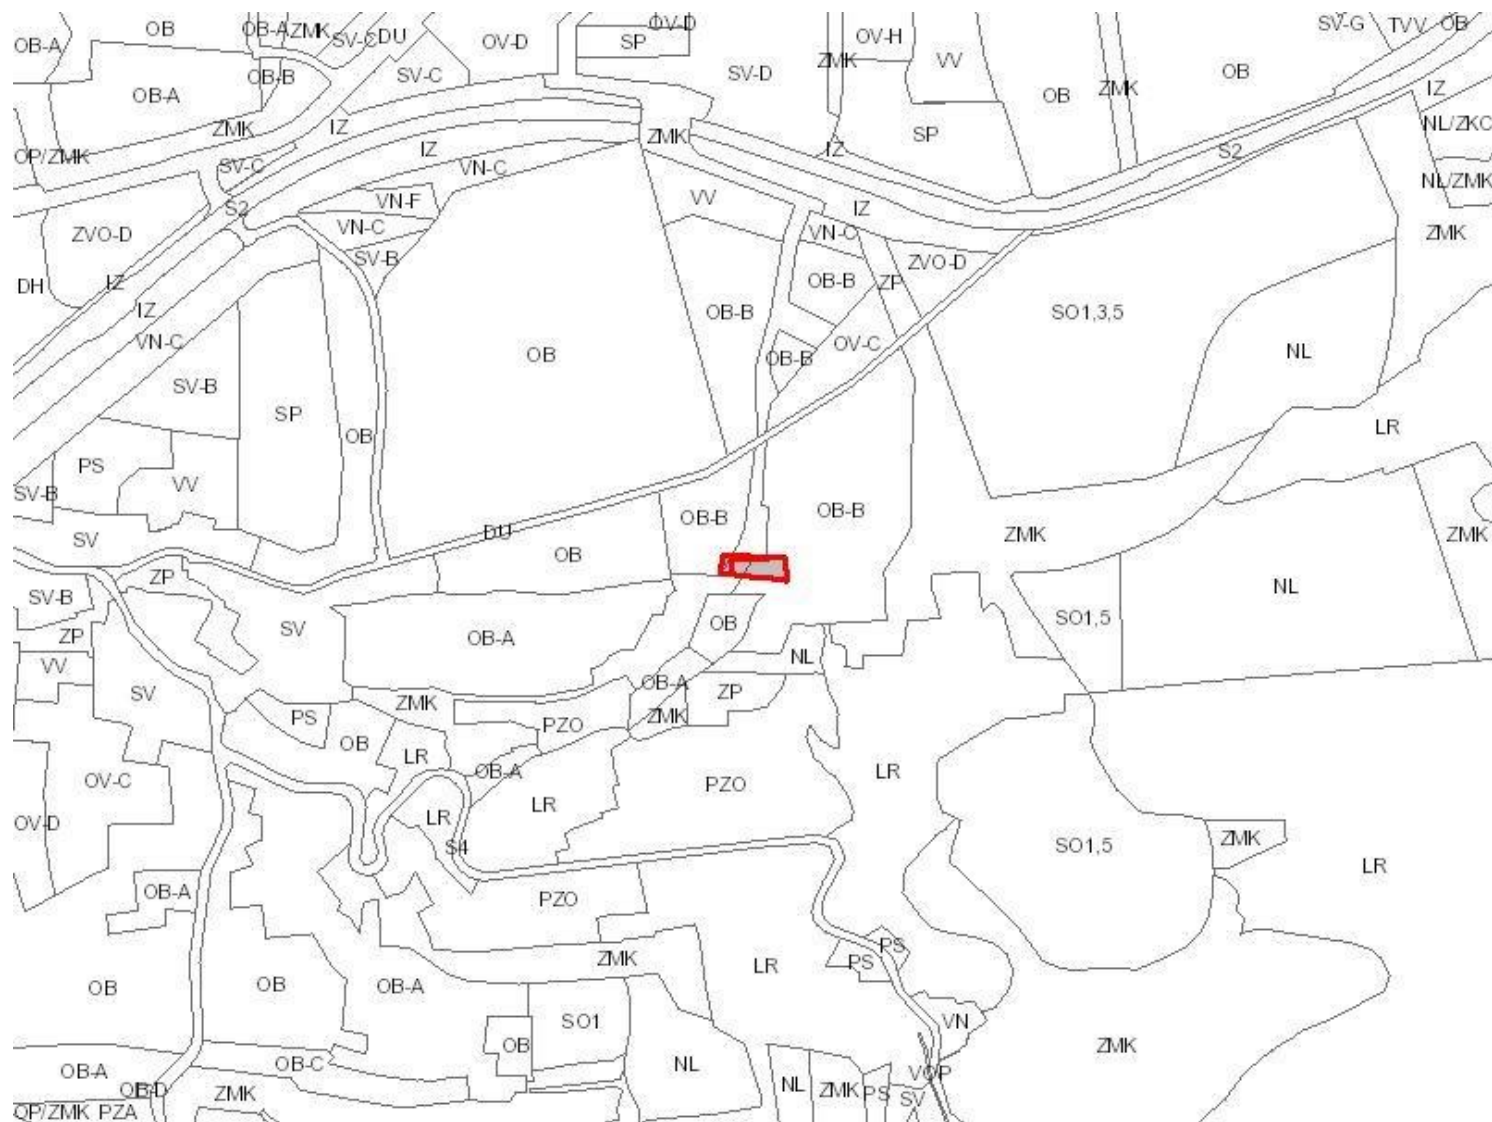 OB-A
OB
OB-A
ZMK
SV-C
DU
OV-D
OV-D
SP
OV-H
VV
SV-G
TVV
OB
OB-B
SV-C
SV-D
ZMK
OB
ZMK
OB
IZ
OB-A
ZMK
IZ
ZMK
SP
NL/ZKO
OP/ZMK
SV-C
IZ
VN-C
IZ
S2
NL/ZMK
ZVO-D
S2
VN-F
VN-C
VV
IZ
VN-C
ZMK
DH
IZ
SV-B
OB-B
ZP
ZVO-D
IZ
VN-C
OB-B
SO1,3,5
SV-B
OB
OB-B
OV-C
NL
SP
OB
LR
PS
VV
SV-B
SV
DU
OB
OB-B
OB-B
ZMK
ZMK
ZP
SV-B
ZP
SV
OB-A
OB
SO1,5
NL
VV
SV
NL
OB-A
ZP
PS
ZMK
OB
PZO
ZMK
LR
OV-C
OB-A
LR
PZO
LR
OV-D
LR
S4
SO1,5
ZMK
LR
OB-A
PZO
PS
PS
ZMK
LR
OB
OB
OB-A
SO1
VN
OB
ZMK
OB-A
OB-C
NL
VOP
OB-D
ZMK
NL
ZMK
PS
SV
OP/ZMK
PZA